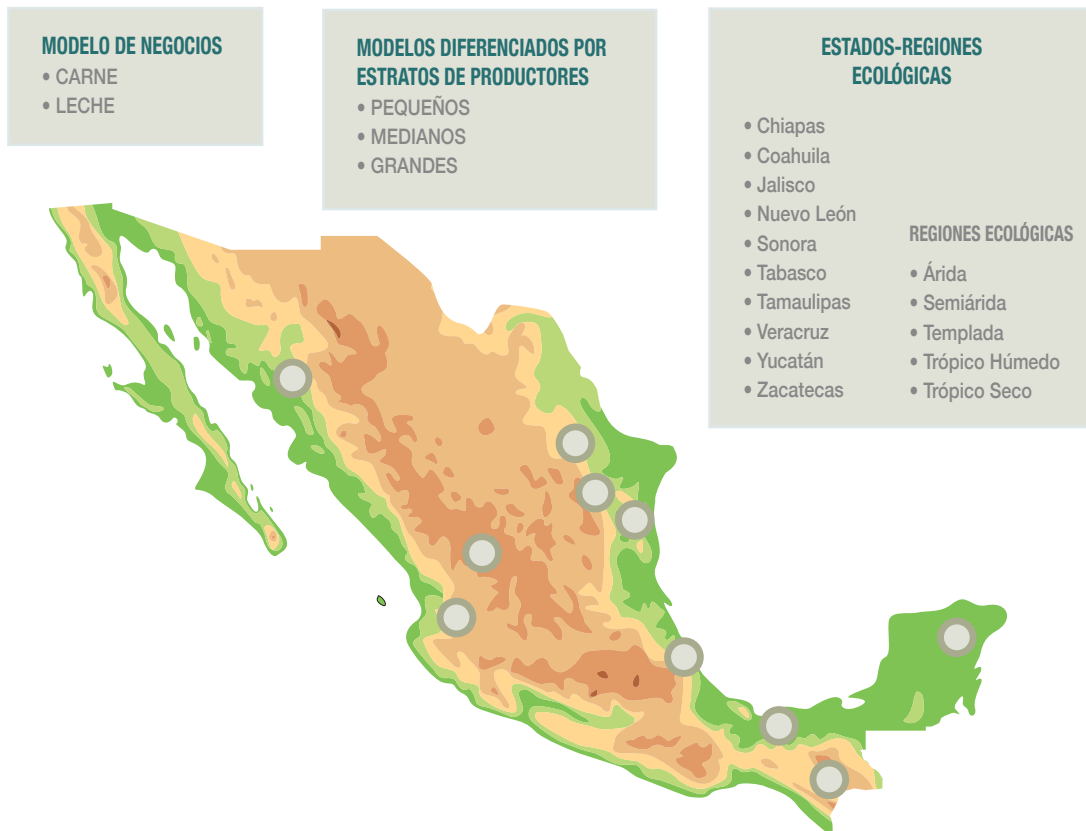 MODELO DE NEGOCIOS
• CARNE
• LECHE
MODELOS DIFERENCIADOS POR
ESTRATOS DE PRODUCTORES
• PEQUEÑOS
• MEDIANOS
• GRANDES
ESTADOS-REGIONES
ECOLÓGICAS
• Chiapas
• Coahuila
• Jalisco
• Nuevo León
• Sonora
• Tabasco
• Tamaulipas
• Veracruz
• Yucatán
• Zacatecas
REGIONES ECOLÓGICAS
• Árida
• Semiárida
• Templada
• Trópico Húmedo
• Trópico Seco